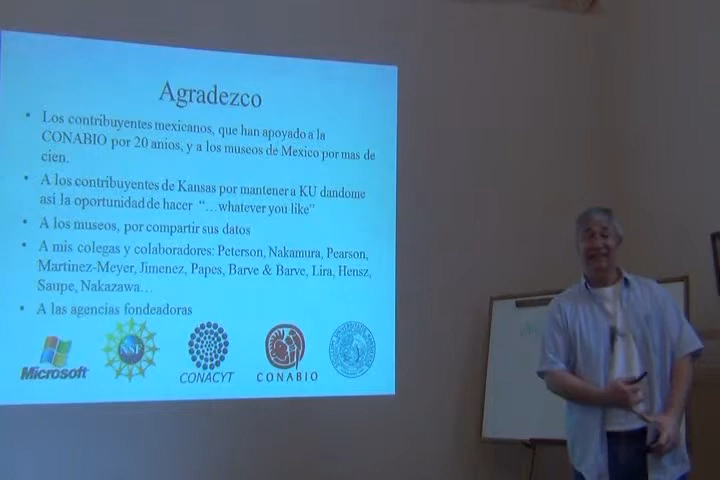 Agradezco
• Los contribuyentes mexicanos, que han apoyado a la
CONABIO por 20 anios, y a los museos de Mexico por mas de
cien.
• A los contribuyentes de Kansas por mantener a KU dandome
asi la oportunidad de hacer “…whatever you like”
• A los museos, por compartir sus datos
• A mis colegas y colaboradores: Peterson, Nakamura, Pearson,
Martinez-Meyer, Jimenez, Papes, Barve & Barve, Lira, Hensz,
Saupe, Nakazawa…
• A las agencias fondeadoras
Microsoft NSF CONACYT CONABIO